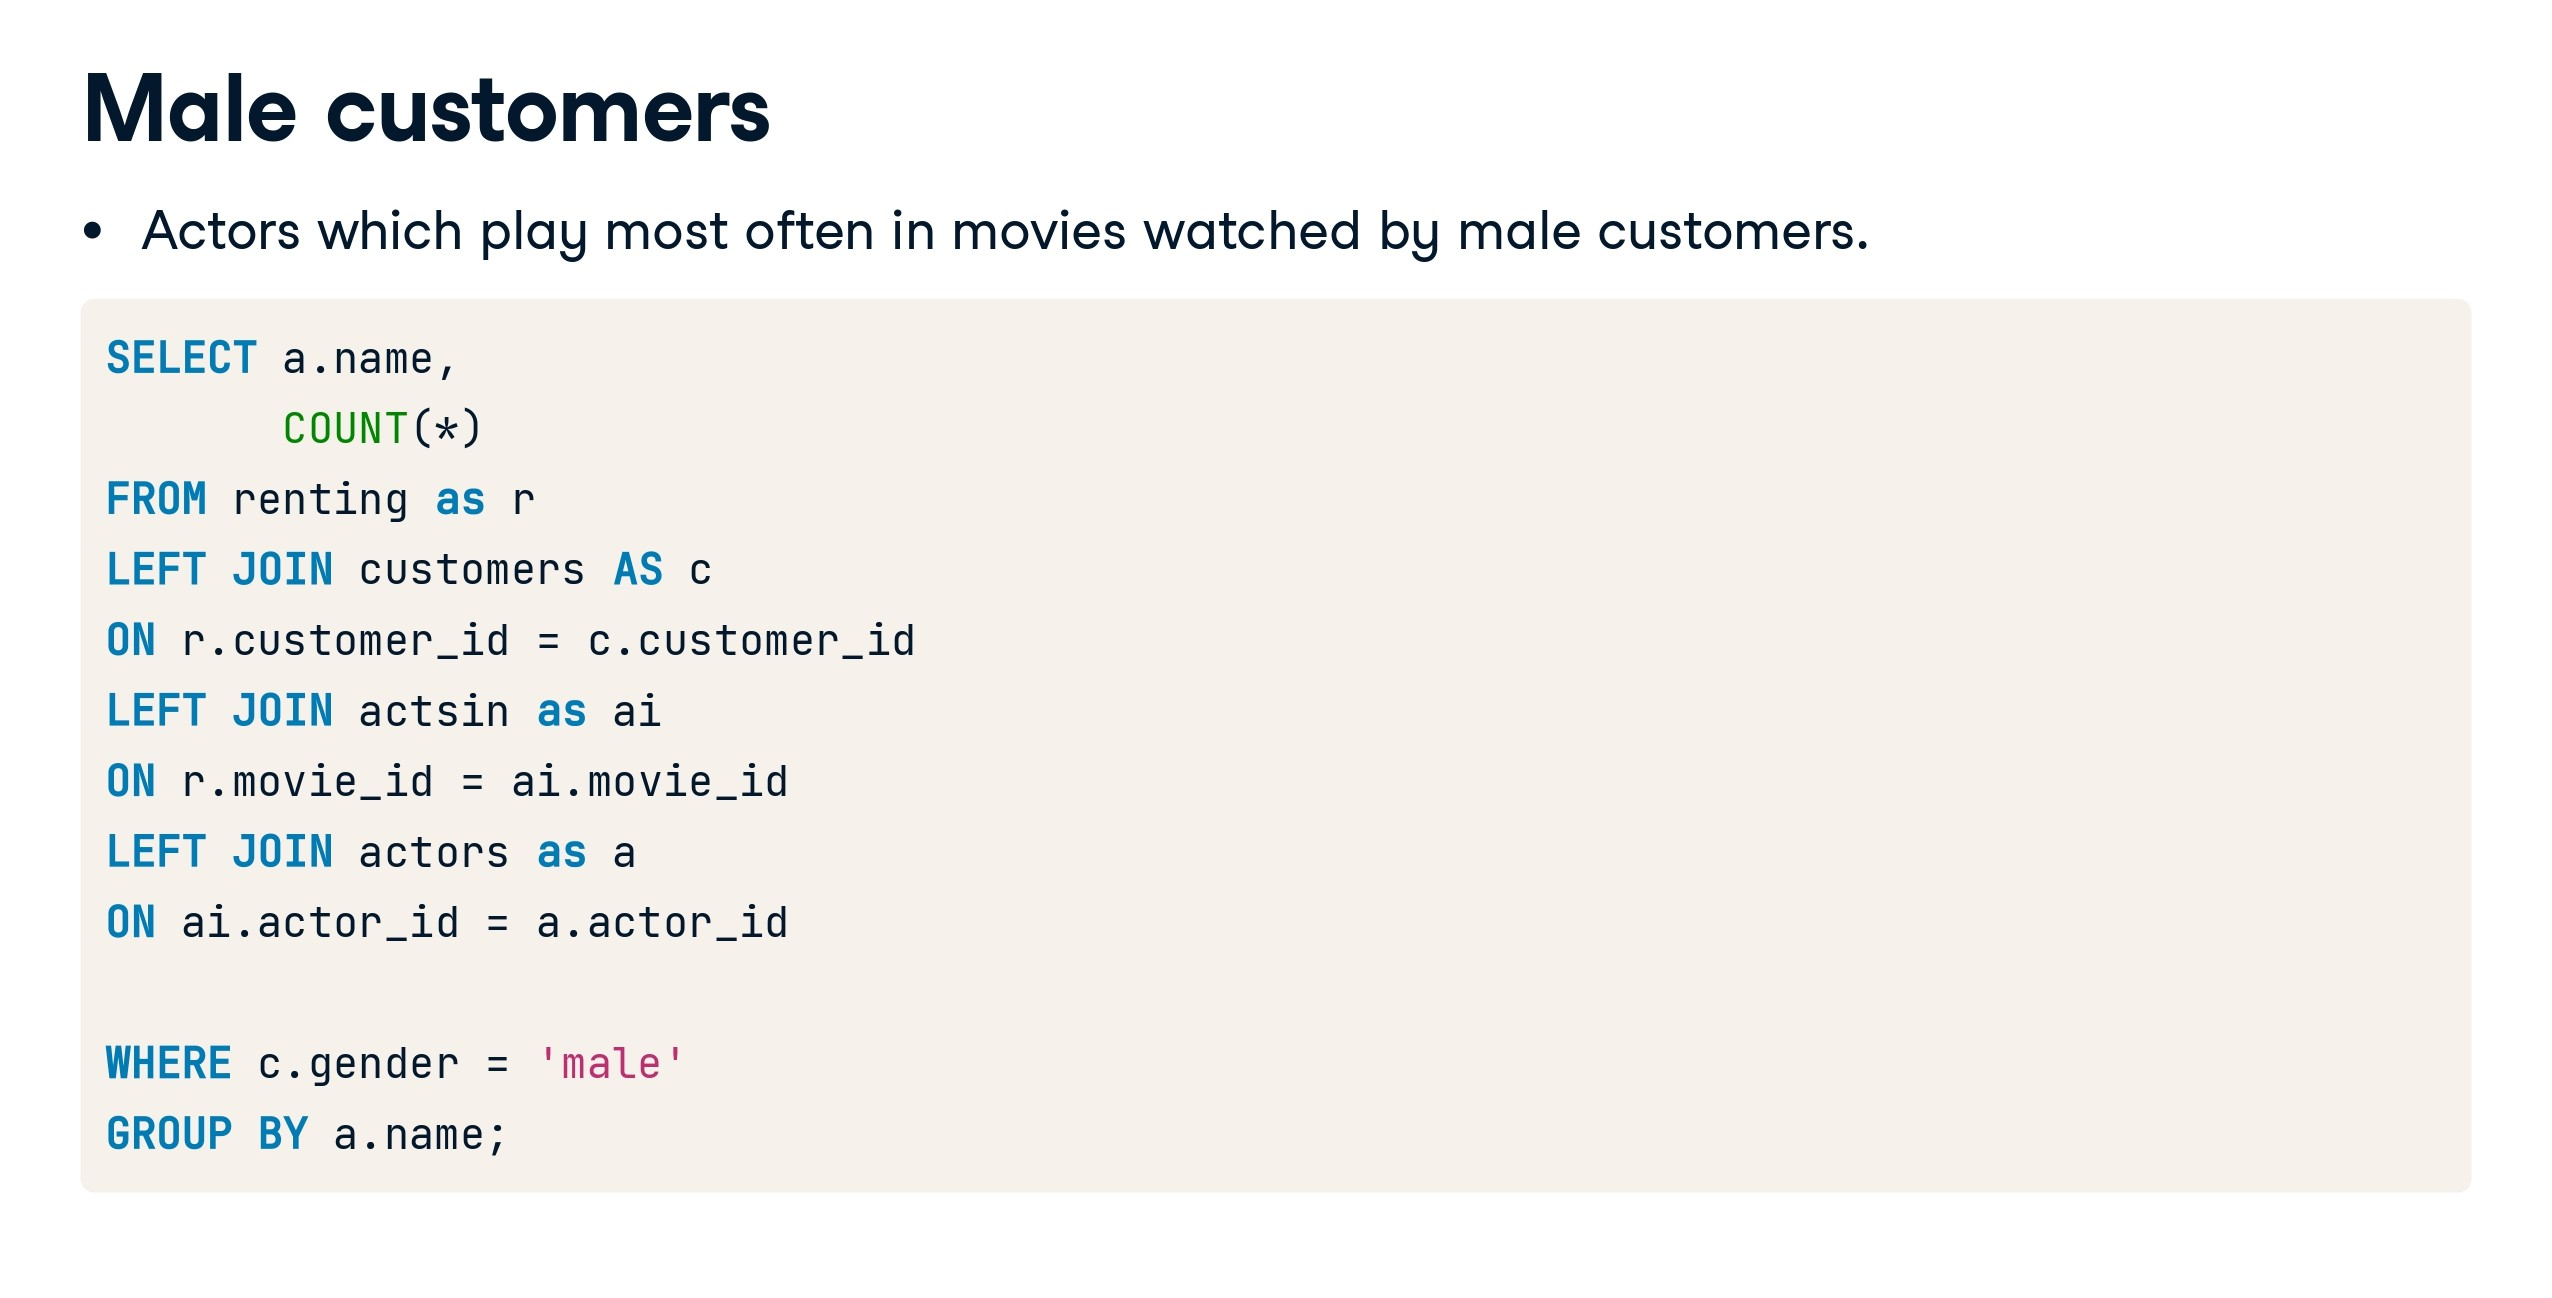 Male customers
• Actors which play most often in movies watched by male customers.
SELECT a.name,
       COUNT(*)
FROM renting as r
LEFT JOIN customers AS c
ON r.customer_id = c.customer_id
LEFT JOIN actsin as ai
ON r.movie_id = ai.movie_id
LEFT JOIN actors as a
ON ai.actor_id = a.actor_id
WHERE c.gender = 'male'
GROUP BY a.name;